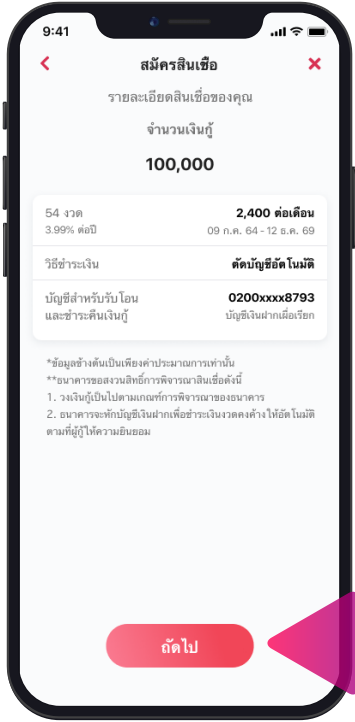 9:41
สมัครสินเชื่อ
รายละเอียดสินเชื่อของคุณ
จำนวนเงินกู้
100,000
54 งวด 2,400 ต่อเดือน
3.99% ต่อปี 09 ก.ค. 64 - 12 ธ.ค. 69
วิธีชำระเงิน ตัดบัญชีอัตโนมัติ
บัญชีสำหรับรับโอน 0200xxxx8793
และชำระคืนเงินกู้ บัญชีเงินฝากเผื่อเรียก
*ข้อมูลข้างต้นเป็นเพียงค่าประมาณการเท่านั้น
**ธนาคารขอสงวนสิทธิ์การพิจารณาสินเชื่อดังนี้
1. วงเงินกู้เป็นไปตามเกณฑ์การพิจารณาของธนาคาร
2. ธนาคารจะหักบัญชีเงินฝากเพื่อชำระเงินงวดคงค้างให้อัตโนมัติ
ตามที่ผู้กู้ให้ความยินยอม
ถัดไป